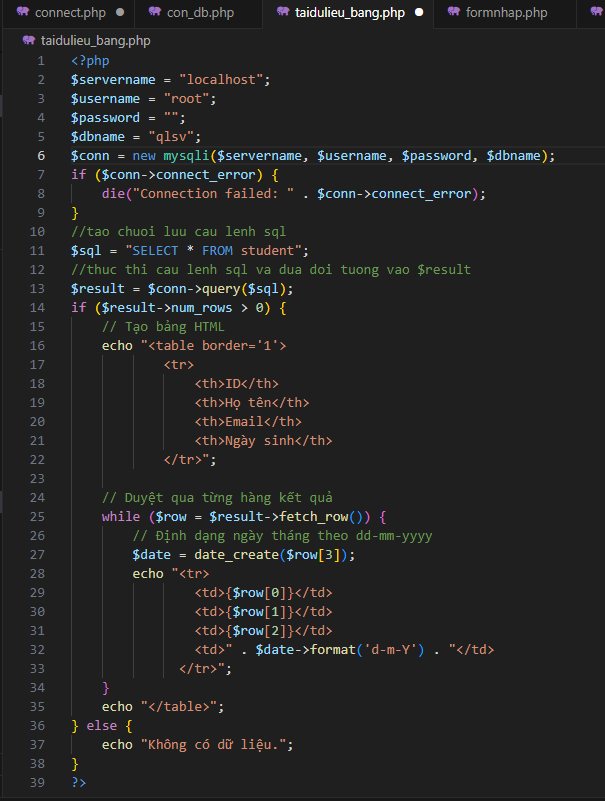 connect.php con_db.php taidulieu_bang.php formnhap.php
taidulieu_bang.php
1 <?php
2 $servername = "localhost";
3 $username = "root";
4 $password = "";
5 $dbname = "qlsv";
6 $conn = new mysqli($servername, $username, $password, $dbname);
7 if ($conn->connect_error) {
8     die("Connection failed: " . $conn->connect_error);
9 }
10 //tao chuoi luu cau lenh sql
11 $sql = "SELECT * FROM student";
12 //thuc thi cau lenh sql va dua doi tuong vao $result
13 $result = $conn->query($sql);
14 if ($result->num_rows > 0) {
15     // Tạo bảng HTML
16     echo "<table border='1'>
17             <tr>
18                 <th>ID</th>
19                 <th>Họ tên</th>
20                 <th>Email</th>
21                 <th>Ngày sinh</th>
22             </tr>";
23
24     // Duyệt qua từng hàng kết quả
25     while ($row = $result->fetch_row()) {
26         // Định dạng ngày tháng theo dd-mm-yyyy
27         $date = date_create($row[3]);
28         echo "<tr>
29                 <td>{$row[0]}</td>
30                 <td>{$row[1]}</td>
31                 <td>{$row[2]}</td>
32                 <td>" . $date->format('d-m-Y') . "</td>
33               </tr>";
34     }
35     echo "</table>";
36 } else {
37     echo "Không có dữ liệu.";
38 }
39 ?>